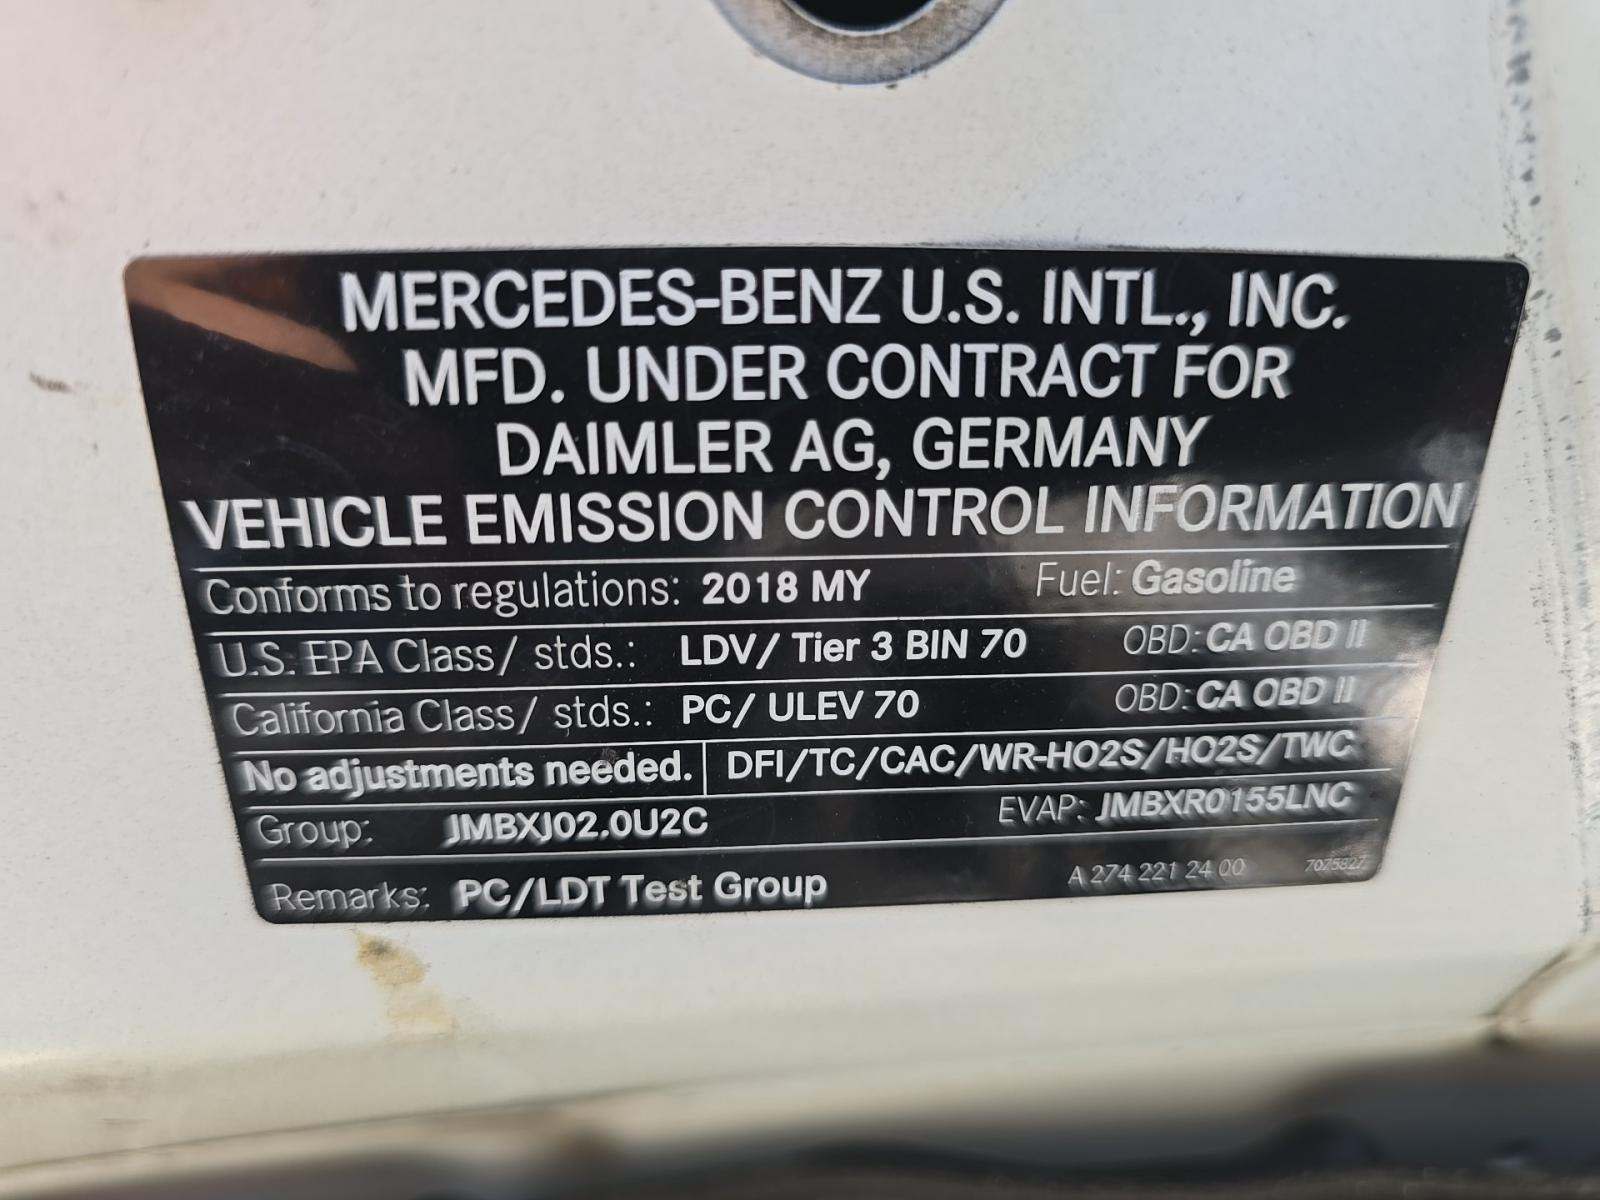 MERCEDES-BENZ U.S. INTL., INC.
MFD. UNDER CONTRACT FOR
DAIMLER AG, GERMANY
VEHICLE EMISSION CONTROL INFORMATION
Conforms to regulations: 2018 MY Fuel: Gasoline
U.S. EPA Class/ stds.: LDV/ Tier 3 BIN 70 OBD: CA OBD II
California Class/ stds.: PC/ ULEV 70 OBD: CA OBD II
No adjustments needed. DFI/TC/CAC/WR-HO2S/HO2S/TWC
Group: JMBXJ02.0U2C EVAP: JMBXR0155LNC
Remarks: PC/LDT Test Group A 274 221 24 00